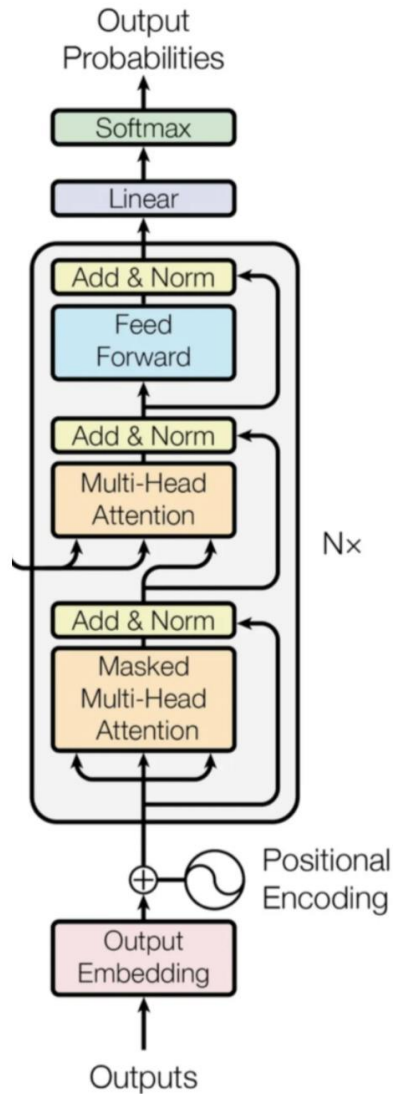 Output
Probabilities
Softmax
Linear
Add & Norm
Feed
Forward
Add & Norm
Multi-Head
Attention
N×
Add & Norm
Masked
Multi-Head
Attention
Positional
Encoding
Output
Embedding
Outputs